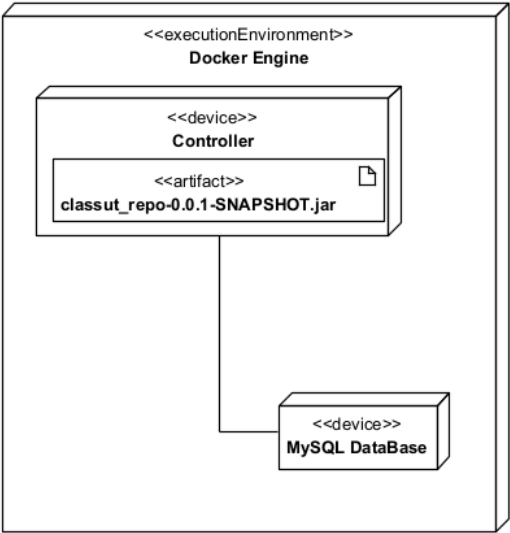 <<executionEnvironment>>
Docker Engine
<<device>>
Controller
<<artifact>>
classut_repo-0.0.1-SNAPSHOT.jar
<<device>>
MySQL DataBase